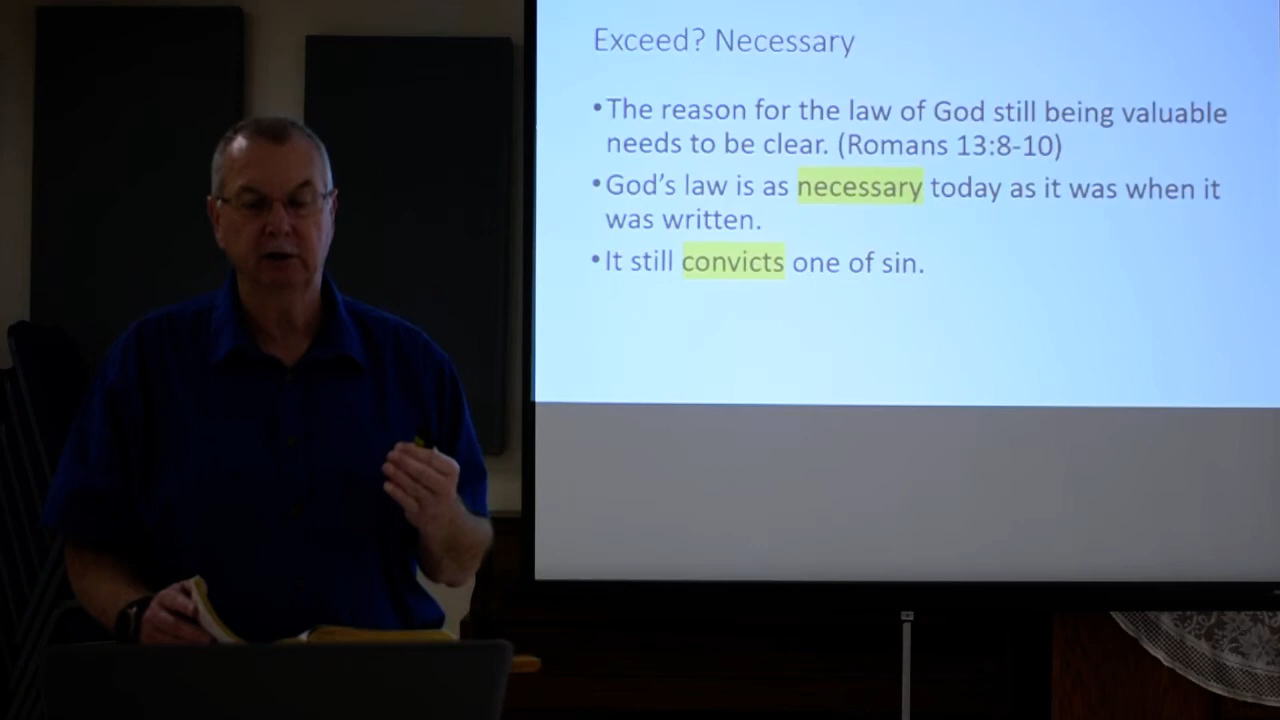 Exceed? Necessary
•The reason for the law of God still being valuable
needs to be clear. (Romans 13:8-10)
•God’s law is as necessary today as it was when it
was written.
•It still convicts one of sin.